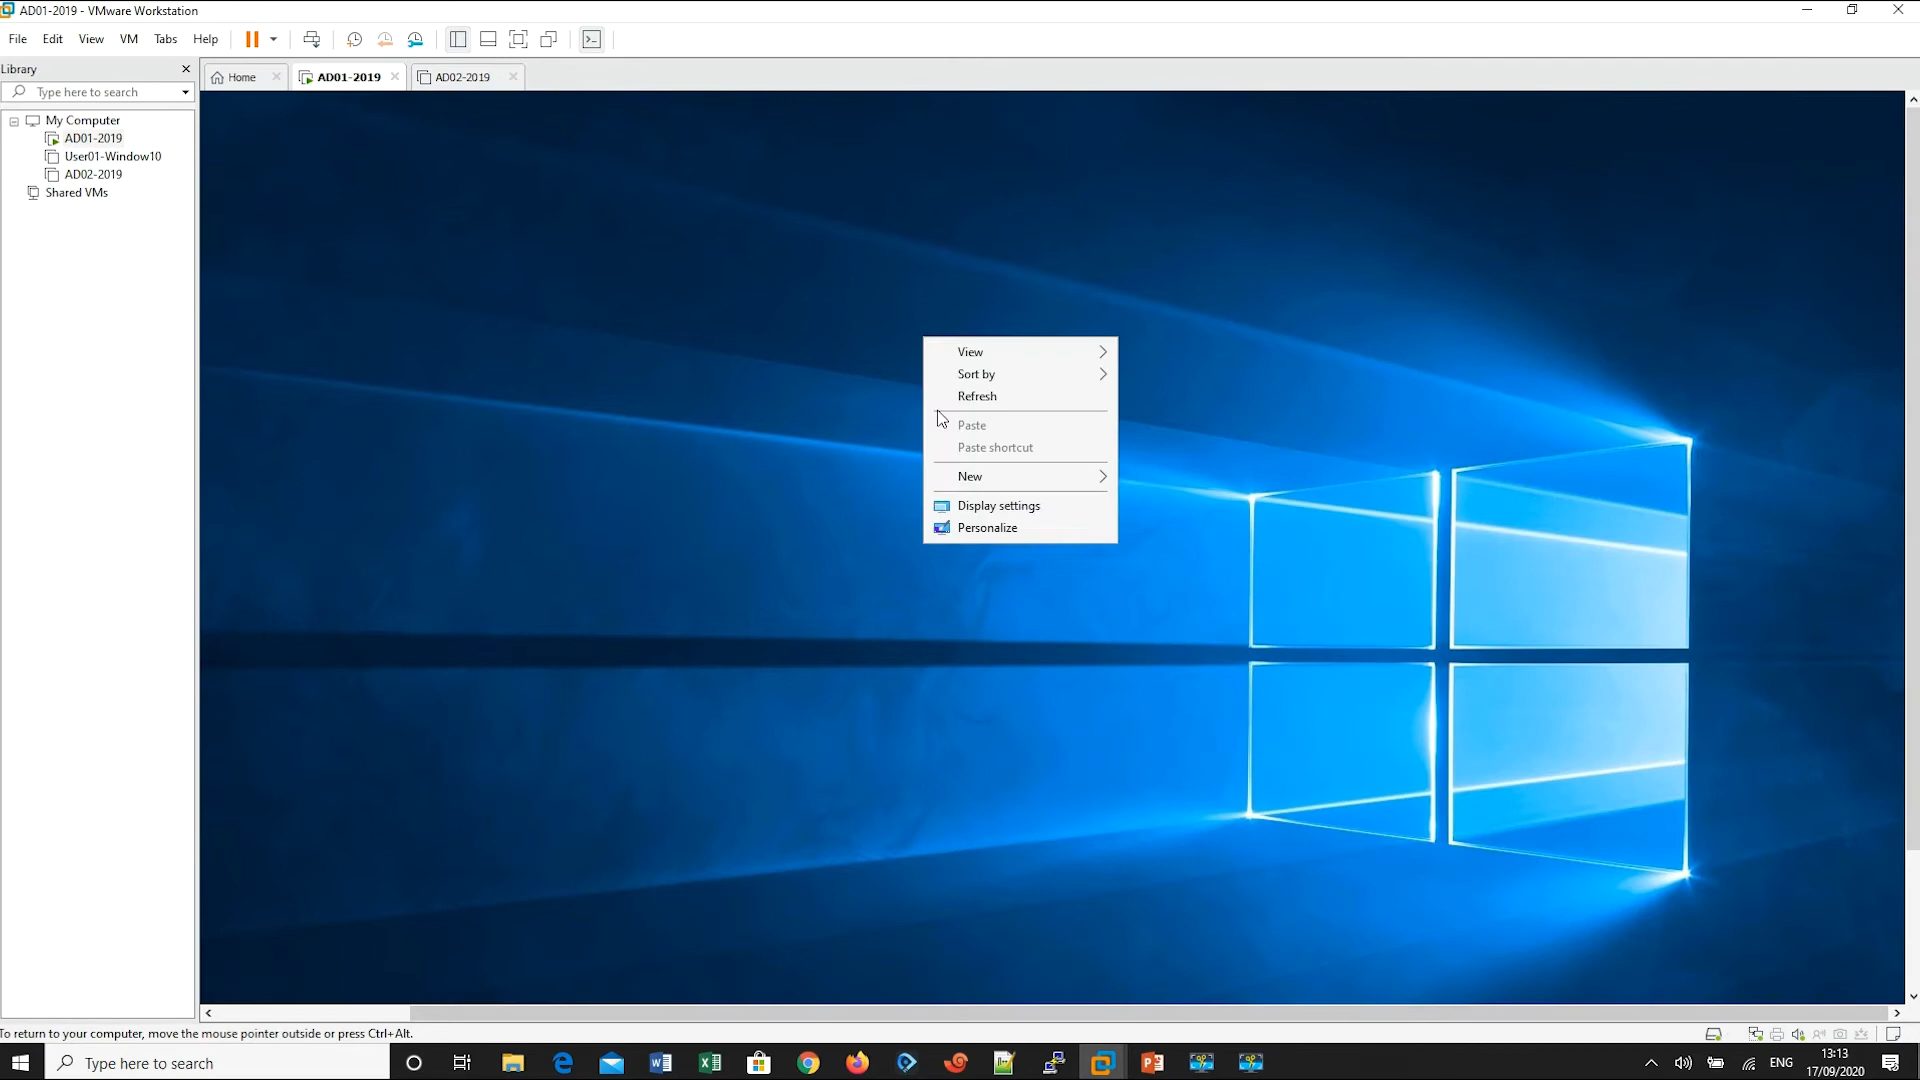 AD01-2019 - VMware Workstation
File Edit View VM Tabs Help
Library
Type here to search
Home
AD01-2019
AD02-2019
My Computer
AD01-2019
User01-Window10
AD02-2019
Shared VMs
View
Sort by
Refresh
Paste
Paste shortcut
New
Display settings
Personalize
To return to your computer, move the mouse pointer outside or press Ctrl+Alt.
Type here to search
ENG
13:13
17/09/2020